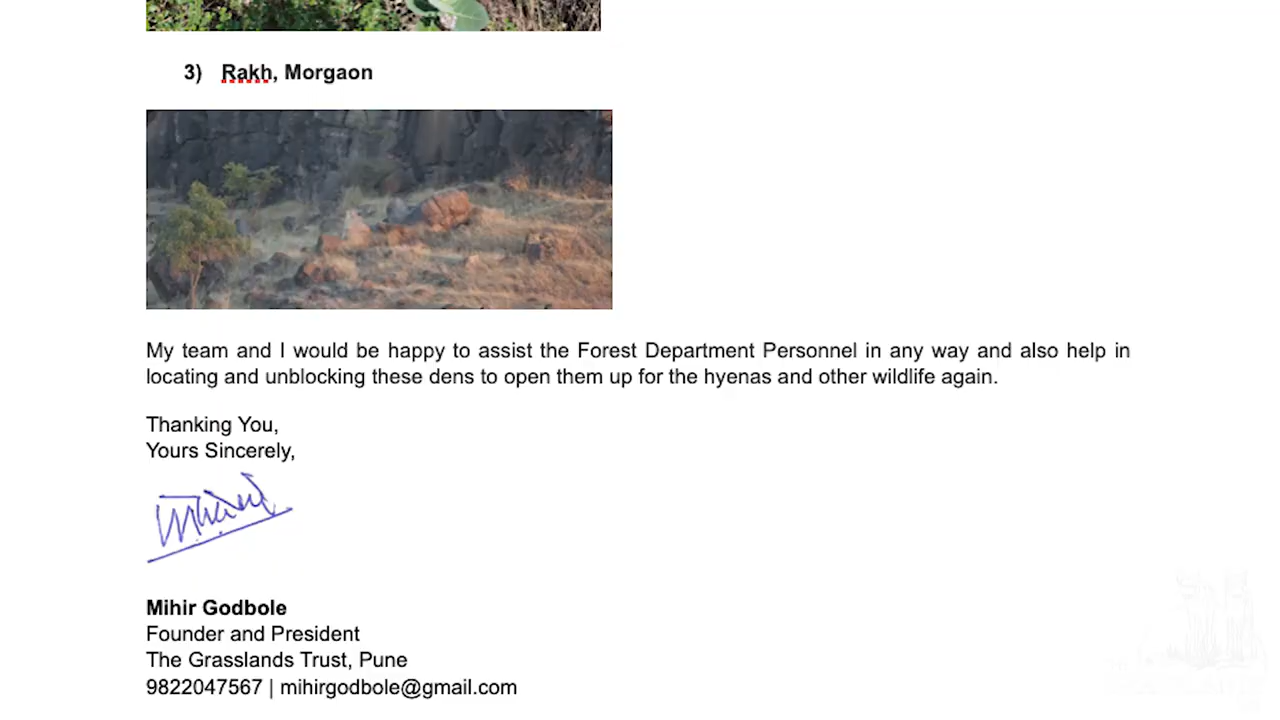 3) Rakh, Morgaon
My team and I would be happy to assist the Forest Department Personnel in any way and also help in
locating and unblocking these dens to open them up for the hyenas and other wildlife again.
Thanking You,
Yours Sincerely,
Mihir Godbole
Founder and President
The Grasslands Trust, Pune
9822047567 | mihirgodbole@gmail.com